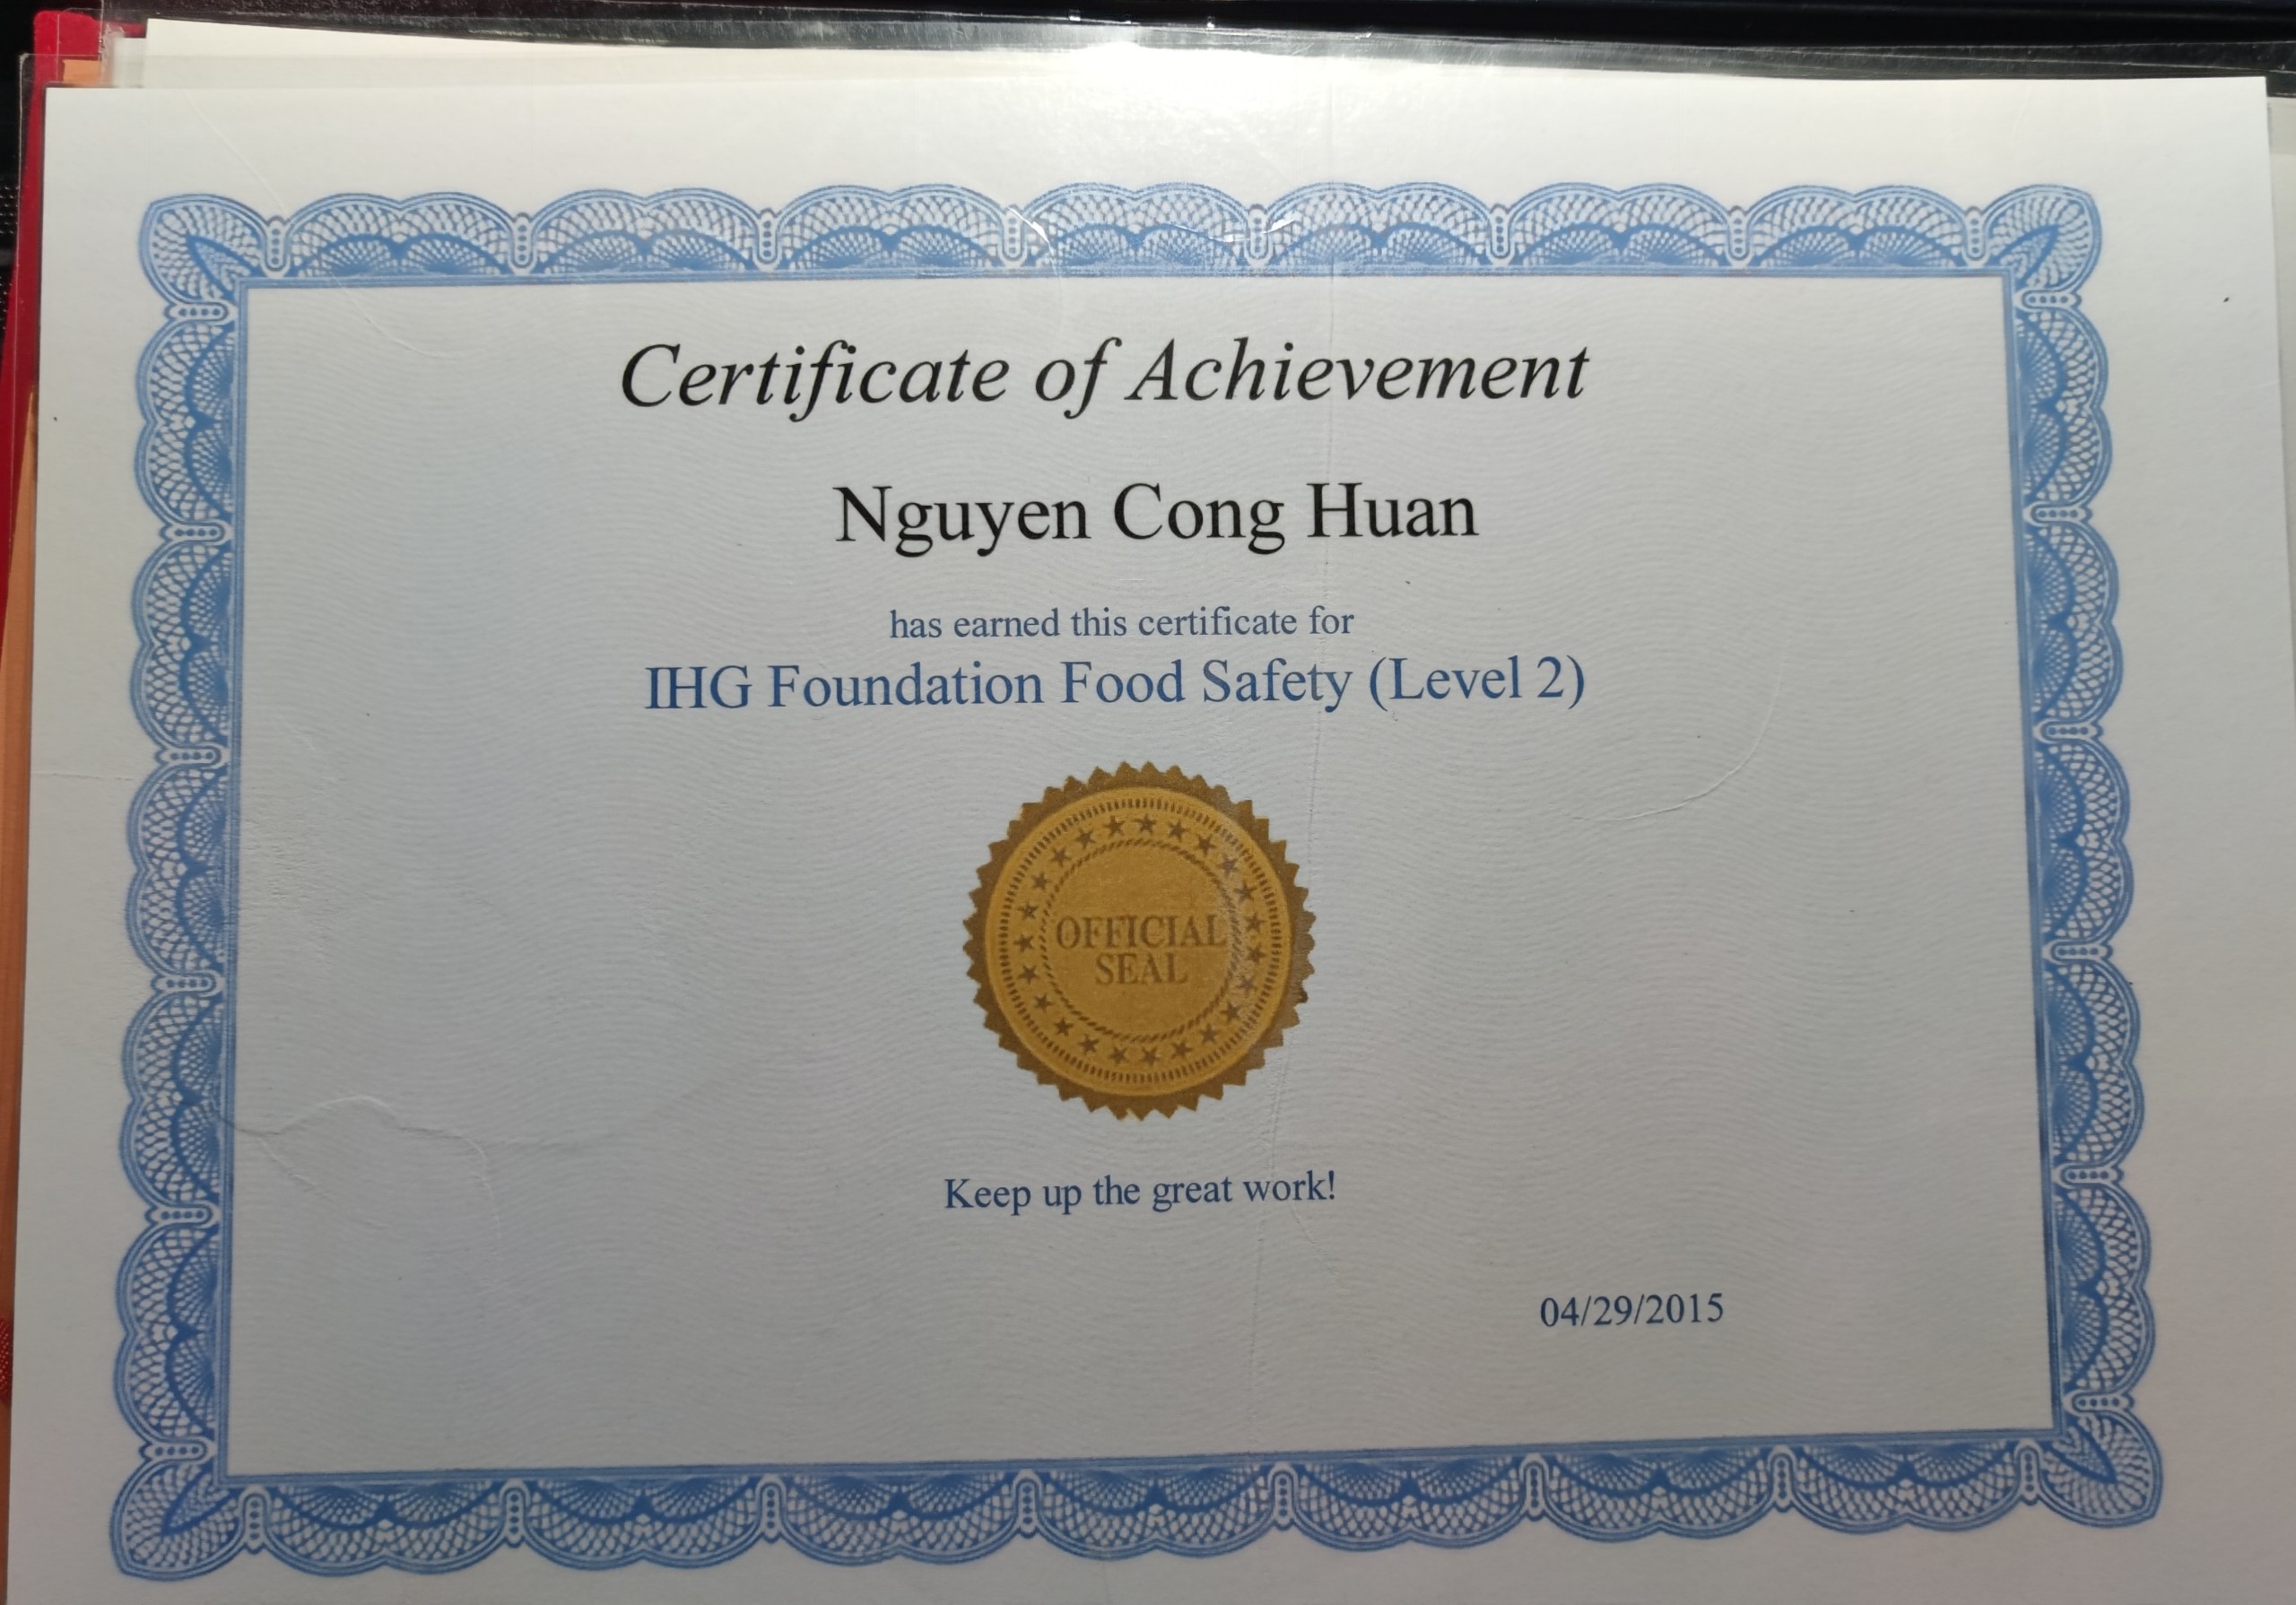 Certificate of Achievement
Nguyen Cong Huan
has earned this certificate for
IHG Foundation Food Safety (Level 2)
OFFICIAL
SEAL
Keep up the great work!
04/29/2015